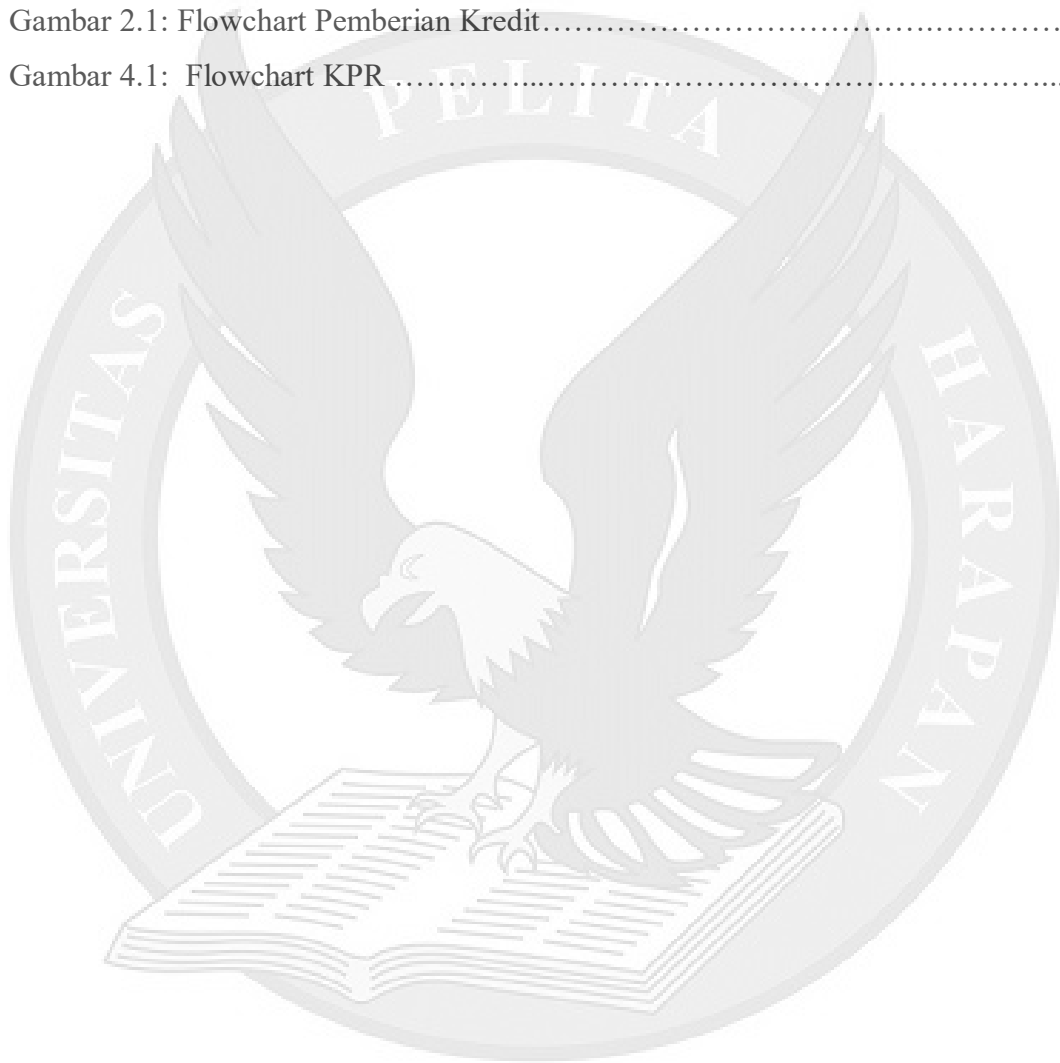 Gambar 2.1: Flowchart Pemberian Kredit……………………………………………
Gambar 4.1:  Flowchart KPR ………………………………………………………
UNIVERSITAS PELITA HARAPAN